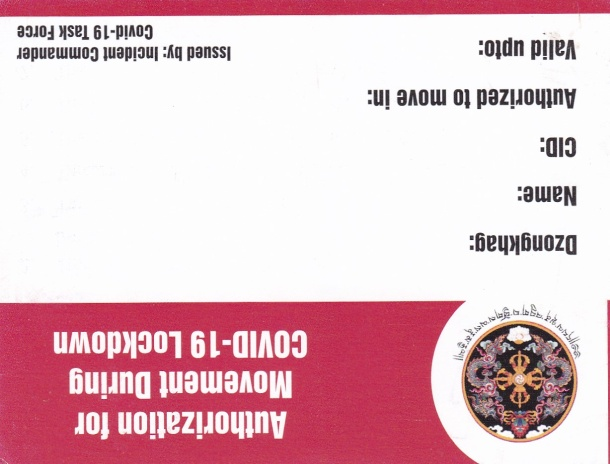 Authorization for
Movement During
COVID-19 Lockdown
Dzongkhag:
Name:
CID:
Authorized to move in:
Valid upto:
Issued by: Incident Commander
Covid-19 Task Force